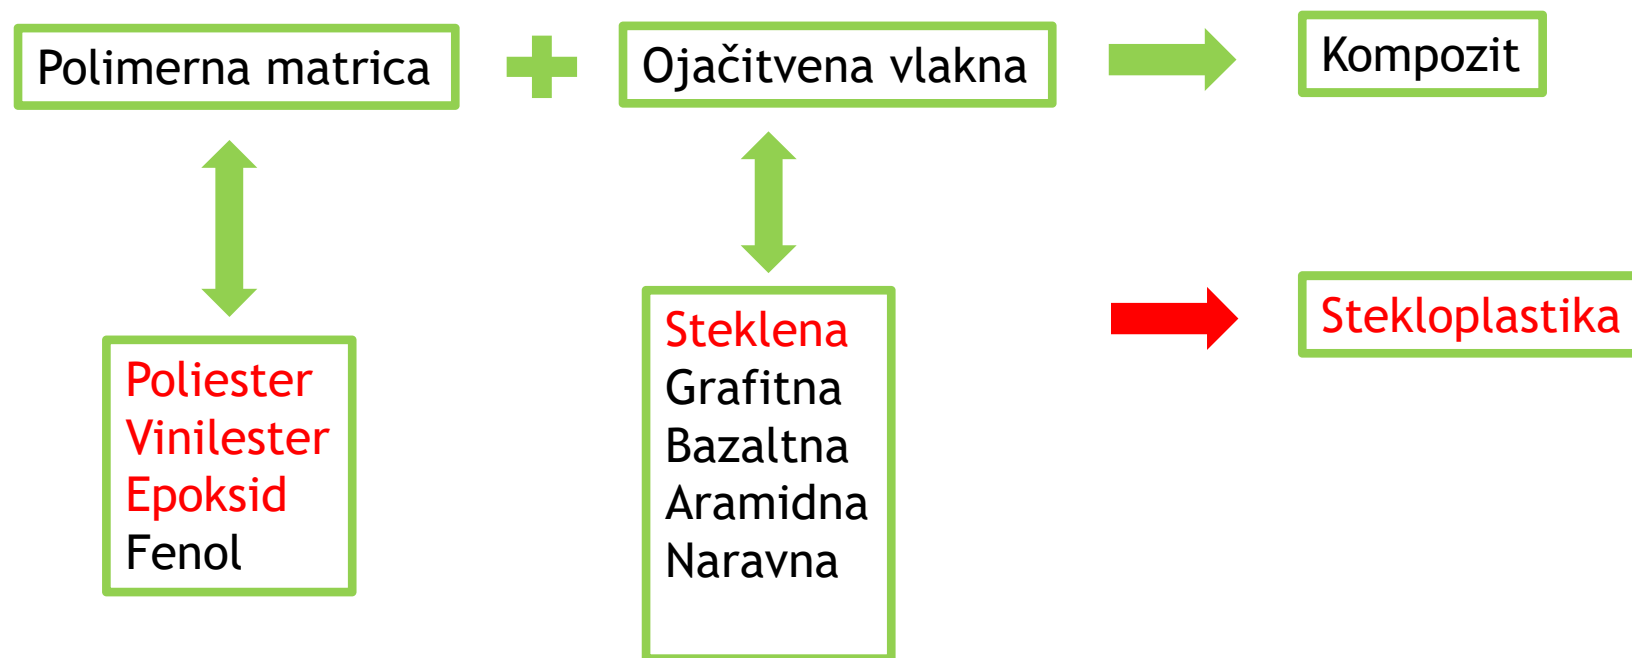 Polimerna matrica
Ojačitvena vlakna
Kompozit
Poliester
Vinilester
Epoksid
Fenol
Steklena
Grafitna
Bazaltna
Aramidna
Naravna
Stekloplastika